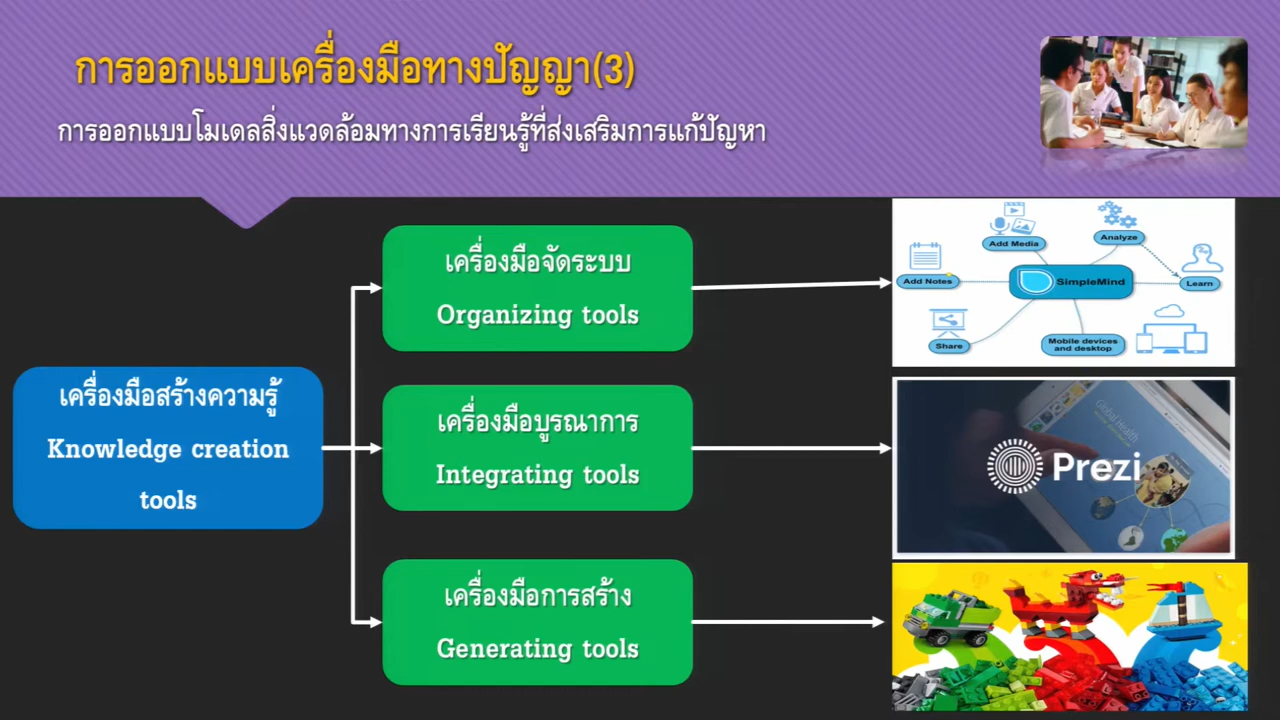 การออกแบบเครื่องมือทางปัญญา(3)
การออกแบบโมเดลสิ่งแวดล้อมทางการเรียนรู้ที่ส่งเสริมการแก้ปัญหา
เครื่องมือสร้างความรู้
Knowledge creation
tools
เครื่องมือจัดระบบ
Organizing tools
เครื่องมือบูรณาการ
Integrating tools
เครื่องมือการสร้าง
Generating tools
Add Media
Analyze
Add Notes
SimpleMind
Learn
Share
Mobile devices
and desktop
Global Health
Prezi